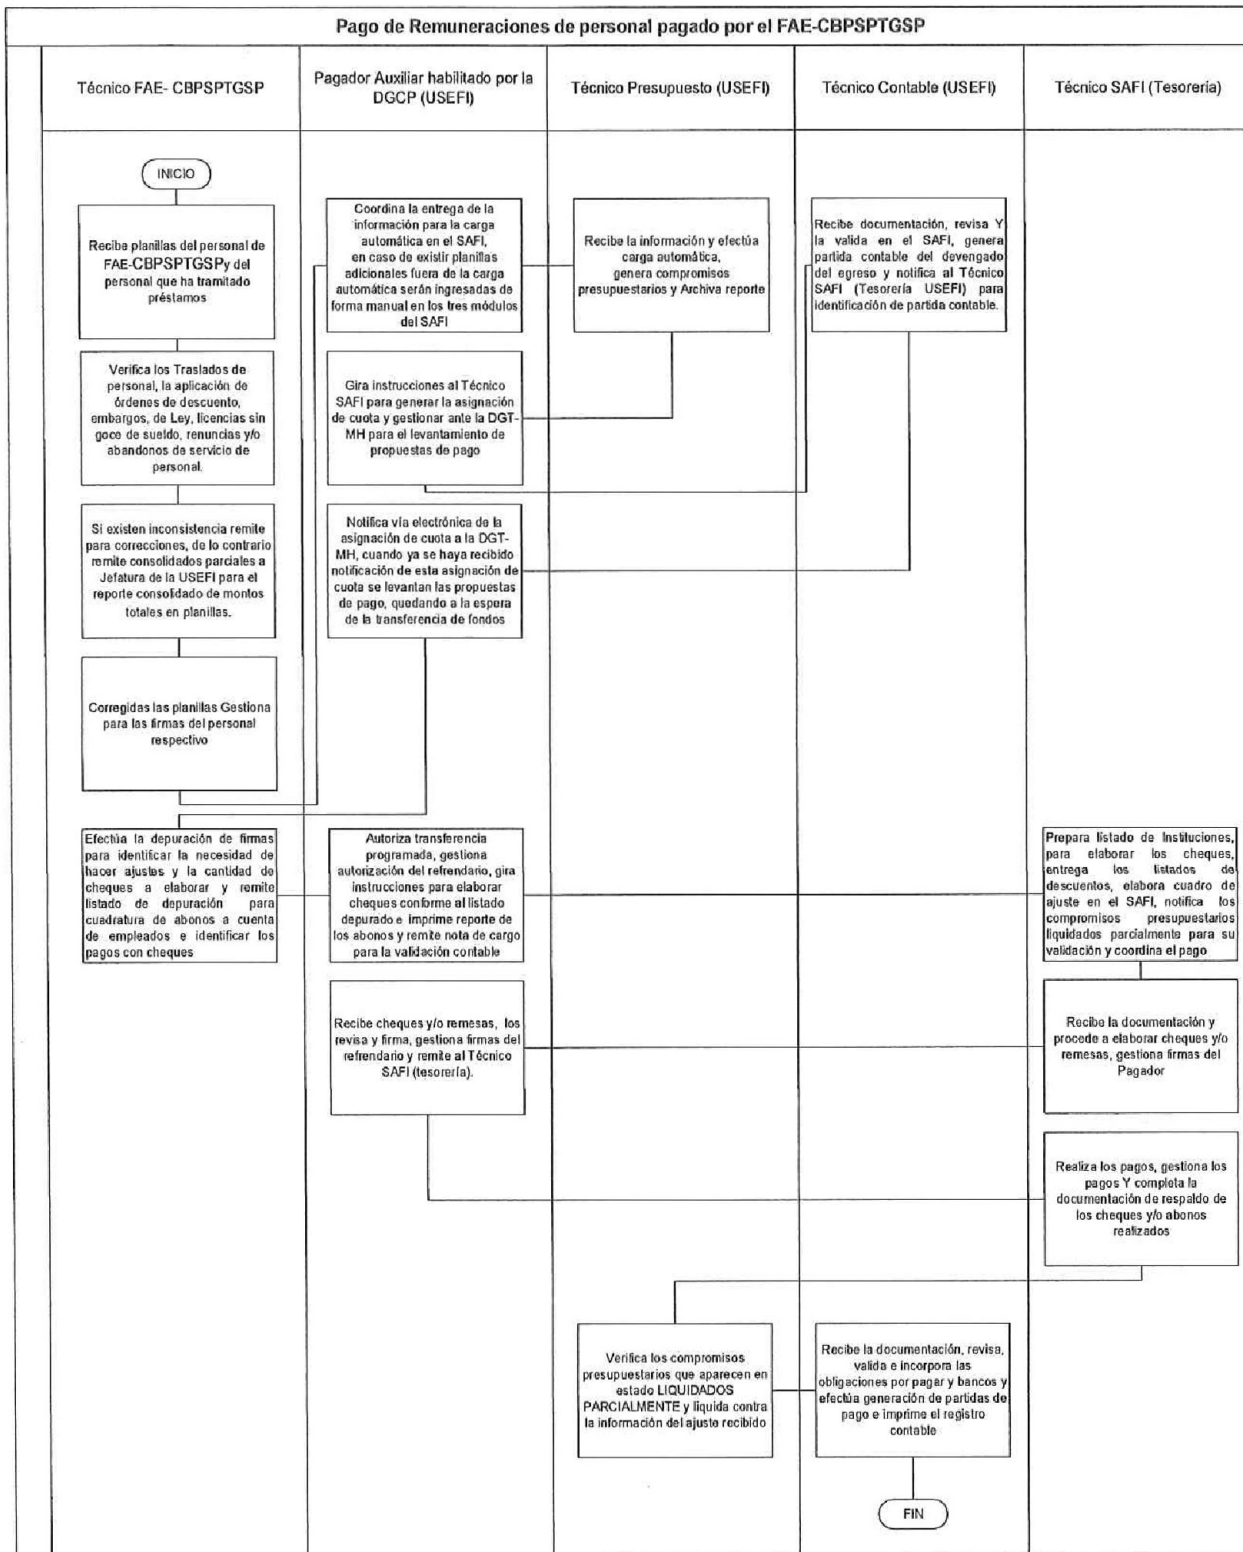 Pago de Remuneraciones de personal pagado por el FAE-CBPSPTGSP
Técnico FAE- CBPSPTGSP
Pagador Auxiliar habilitado por la
DGCP (USEFI)
Técnico Presupuesto (USEFI)
Técnico Contable (USEFI)
Técnico SAFI (Tesorería)
INICIO
Recibe planillas del personal de
FAE-CBPSPTGSPy del
personal que ha tramitado
préstamos
Coordina la entrega de la
información para la carga
automática en el SAFI,
en caso de existir planillas
adicionales fuera de la carga
automática serán ingresadas de
forma manual en los tres módulos
del SAFI
Recibe la información y efectúa
carga automática,
genera compromisos
presupuestarios y Archiva reporte
Recibe documentación, revisa Y
la valida en el SAFI, genera
partida contable del devengado
del egreso y notifica al Técnico
SAFI (Tesorería USEFI) para
identificación de partida contable.
Verifica los Traslados de
personal, la aplicación de
órdenes de descuento,
embargos, de Ley, licencias sin
goce de sueldo, renuncias y/o
abandonos de servicio de
personal.
Gira instrucciones al Técnico
SAFI para generar la asignación
de cuota y gestionar ante la DGT-
MH para el levantamiento de
propuestas de pago
Si existen inconsistencia remite
para correcciones, de lo contrario
remite consolidados parciales a
Jefatura de la USEFI para el
reporte consolidado de montos
totales en planillas.
Notifica vía electrónica de la
asignación de cuota a la DGT-
MH, cuando ya se haya recibido
notificación de esta asignación de
cuota se levantan las propuestas
de pago, quedando a la espera
de la transferencia de fondos
Corregidas las planillas Gestiona
para las firmas del personal
respectivo
Efectúa la depuración de firmas
para identificar la necesidad de
hacer ajustes y la cantidad de
cheques a elaborar y remite
listado de depuración para
cuadratura de abonos a cuenta
de empleados e identificar los
pagos con cheques
Autoriza transferencia
programada, gestiona
autorización del refrendario, gira
instrucciones para elaborar
cheques conforme al listado
depurado e imprime reporte de
los abonos y remite nota de cargo
para la validación contable
Prepara listado de Instituciones,
para elaborar los cheques,
entrega los listados de
descuentos, elabora cuadro de
ajuste en el SAFI, notifica los
compromisos presupuestarios
liquidados parcialmente para su
validación y coordina el pago
Recibe cheques y/o remesas, los
revisa y firma, gestiona firmas del
refrendario y remite al Técnico
SAFI (tesorería).
Recibe la documentación y
procede a elaborar cheques y/o
remesas, gestiona firmas del
Pagador
Realiza los pagos, gestiona los
pagos Y completa la
documentación de respaldo de
los cheques y/o abonos
realizados
Verifica los compromisos
presupuestarios que aparecen en
estado LIQUIDADOS
PARCIALMENTE y liquida contra
la información del ajuste recibido
Recibe la documentación, revisa,
valida e incorpora las
obligaciones por pagar y bancos y
efectúa generación de partidas de
pago e imprime el registro
contable
FIN